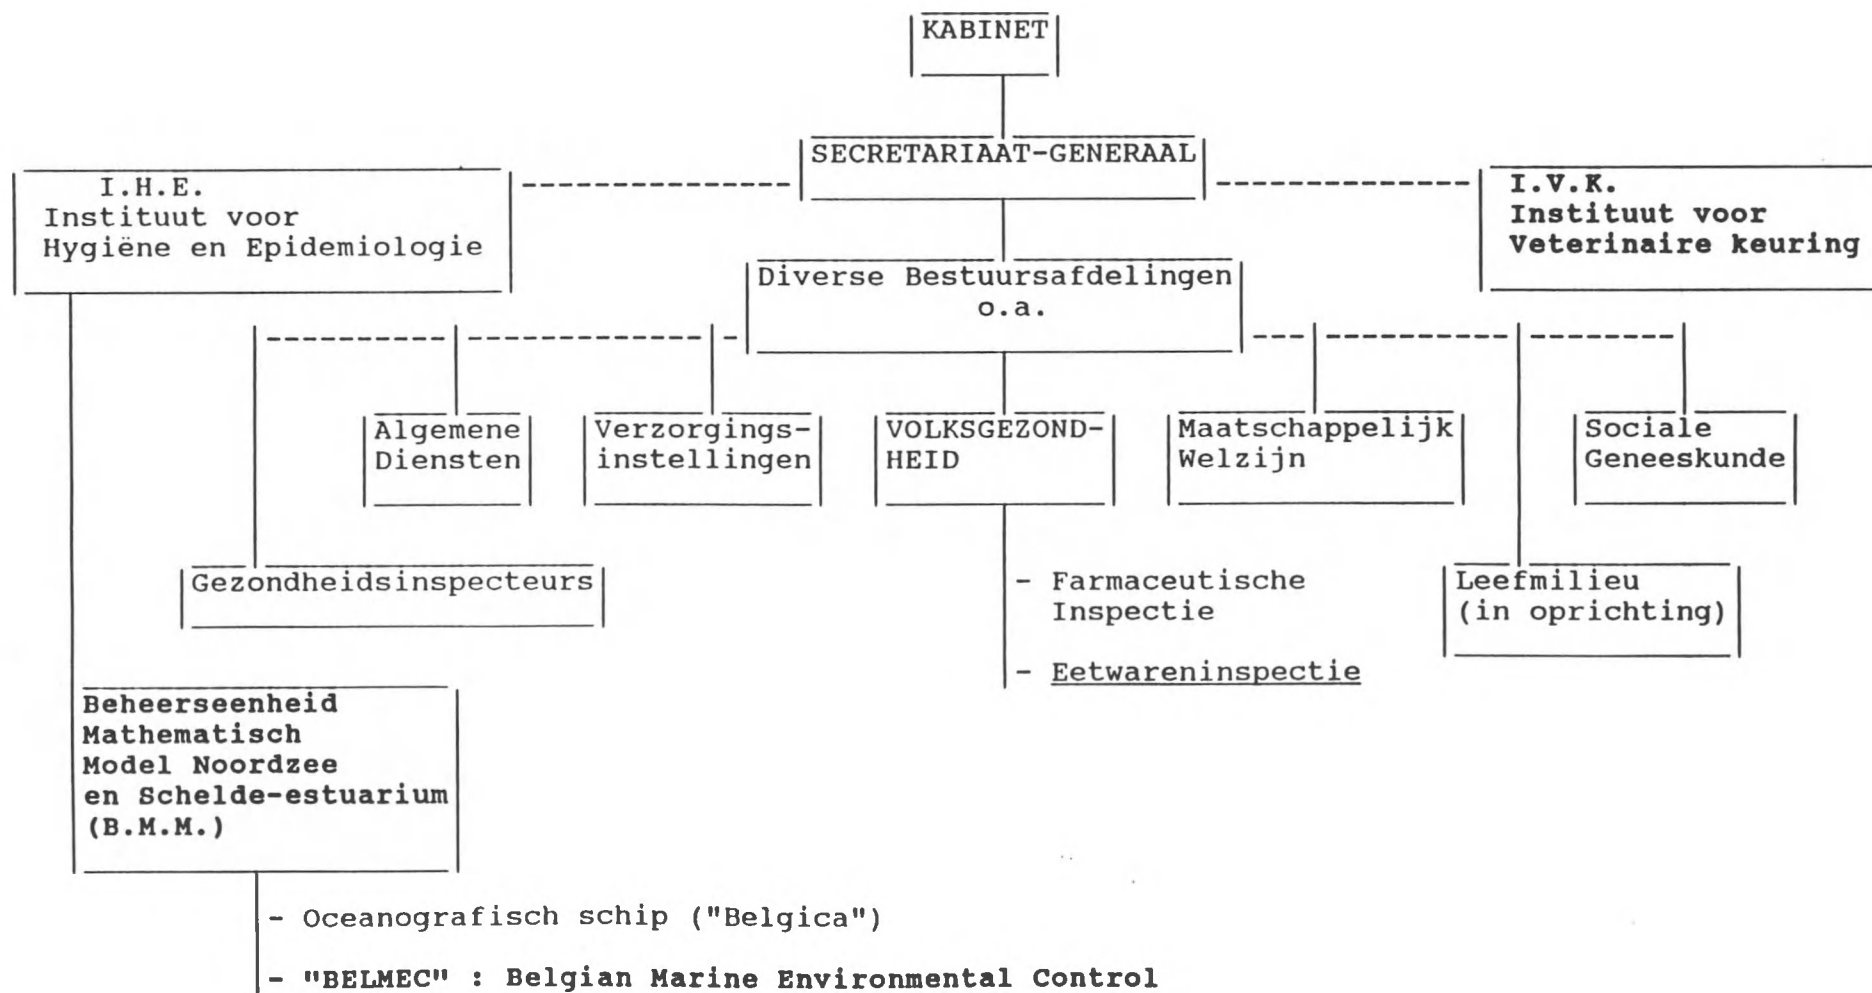 KABINET
SECRETARIAAT-GENERAAL
I.H.E.
Instituut voor
Hygiëne en Epidemiologie
I.V.K.
Instituut voor
Veterinaire keuring
Diverse Bestuursafdelingen
o.a.
Algemene
Diensten
Verzorgings-
instellingen
VOLKSGEZOND-
HEID
Maatschappelijk
Welzijn
Sociale
Geneeskunde
Gezondheidsinspecteurs
- Farmaceutische
Inspectie
- Eetwareninspectie
Leefmilieu
(in oprichting)
Beheerseenheid
Mathematisch
Model Noordzee
en Schelde-estuarium
(B.M.M.)
- Oceanografisch schip ("Belgica")
- "BELMEC" : Belgian Marine Environmental Control